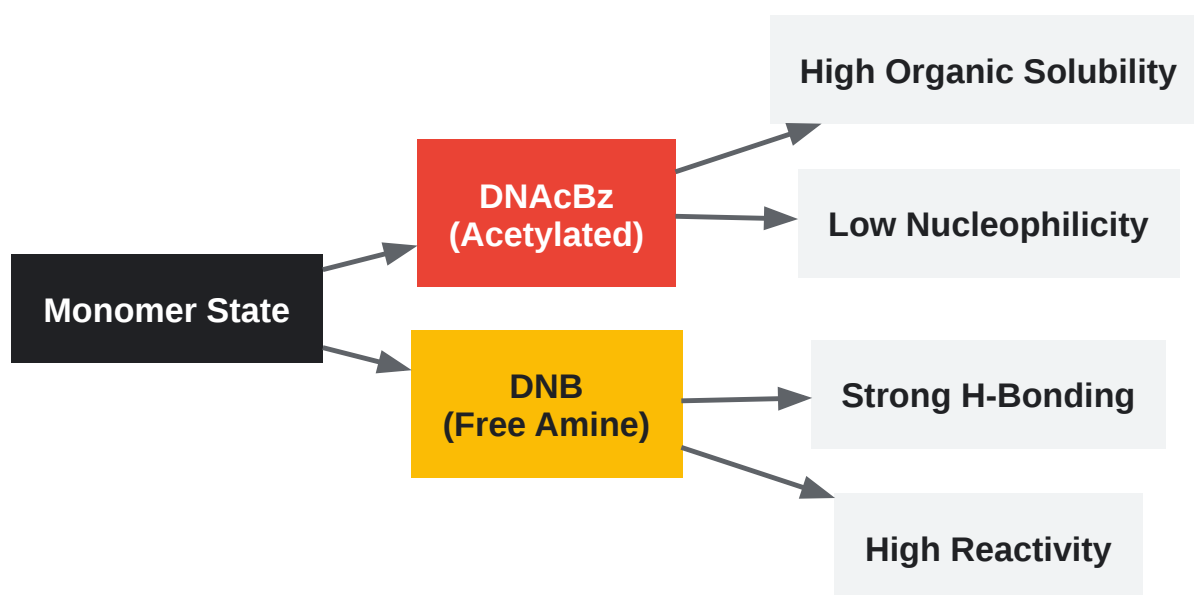 Monomer State
DNAcBz
(Acetylated)
DNB
(Free Amine)
High Organic Solubility
Low Nucleophilicity
Strong H-Bonding
High Reactivity